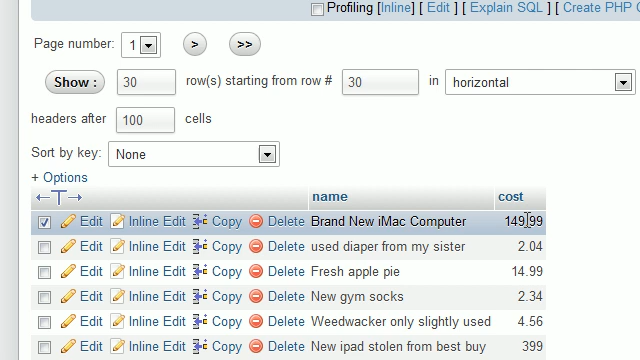 Profiling [Inline] [ Edit ] [ Explain SQL ] [ Create PHP
Page number: 1 > >>
Show : 30 row(s) starting from row # 30 in horizontal
headers after 100 cells
Sort by key: None
+ Options
←T→ name cost
Edit Inline Edit Copy Delete Brand New iMac Computer 149.99
Edit Inline Edit Copy Delete used diaper from my sister 2.04
Edit Inline Edit Copy Delete Fresh apple pie 14.99
Edit Inline Edit Copy Delete New gym socks 2.34
Edit Inline Edit Copy Delete Weedwacker only slightly used 4.56
Edit Inline Edit Copy Delete New ipad stolen from best buy 399